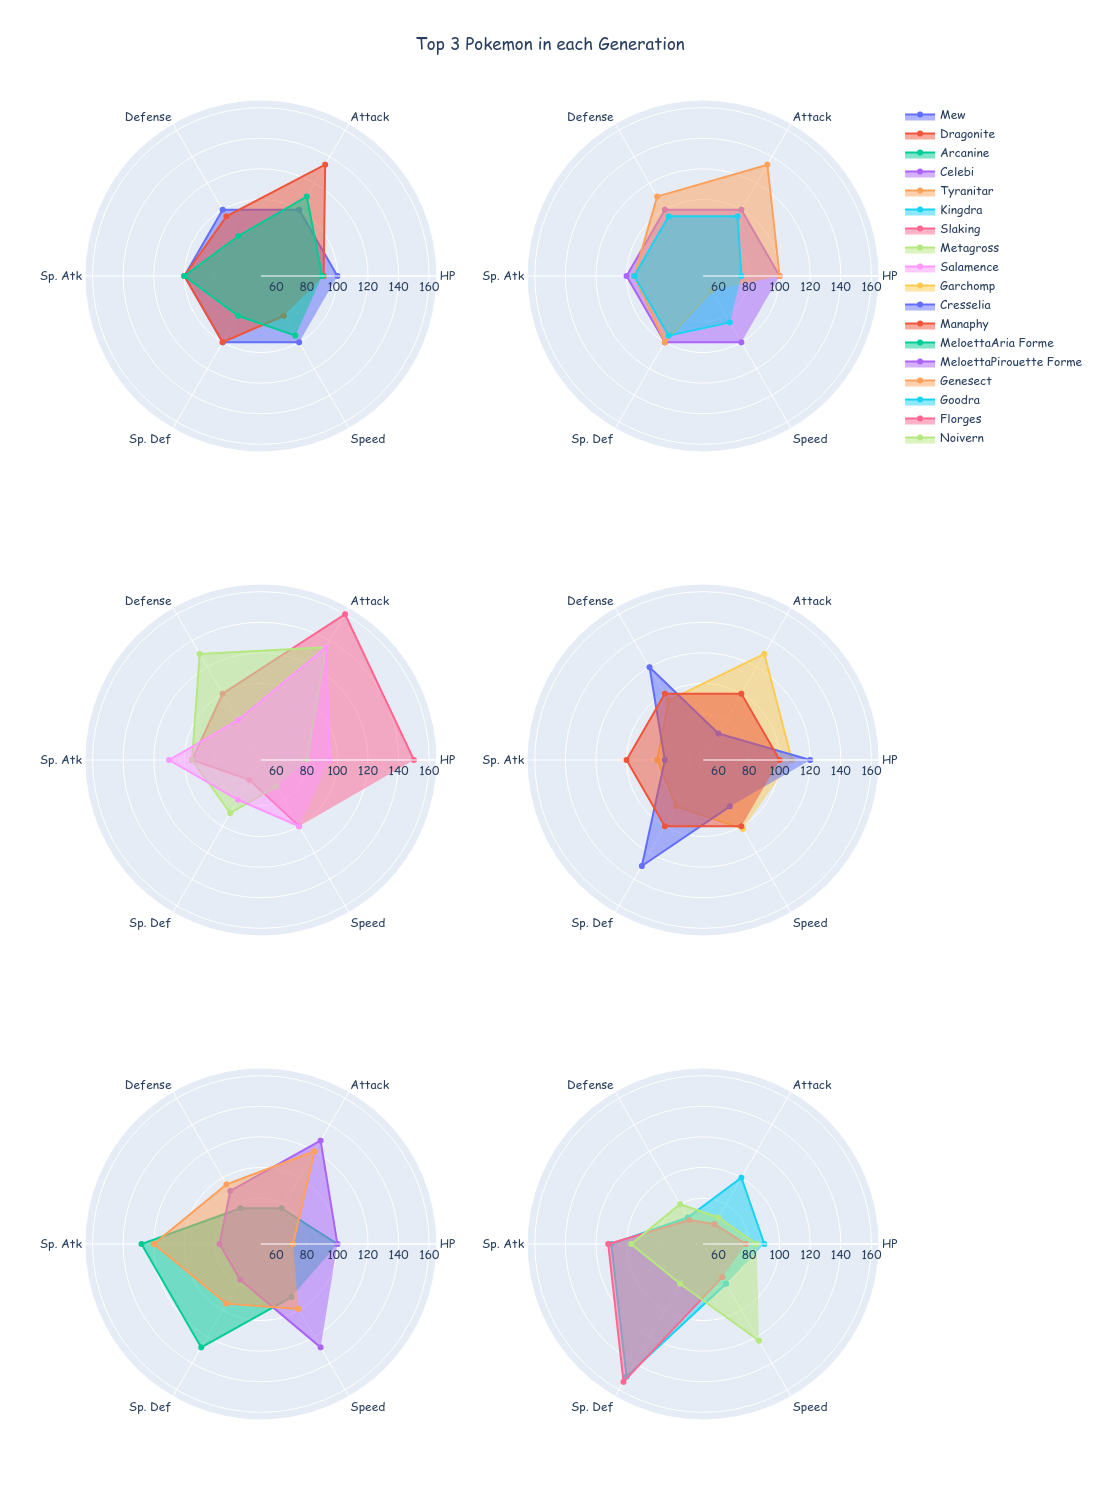 Top 3 Pokemon in each Generation
Defense Attack
Sp. Atk HP
60 80 100 120 140 160
Sp. Def Speed
Defense Attack
Sp. Atk HP
60 80 100 120 140 160
Sp. Def Speed
Mew
Dragonite
Arcanine
Celebi
Tyranitar
Kingdra
Slaking
Metagross
Salamence
Garchomp
Cresselia
Manaphy
MeloettaAria Forme
MeloettaPirouette Forme
Genesect
Goodra
Florges
Noivern
Defense Attack
Sp. Atk HP
60 80 100 120 140 160
Sp. Def Speed
Defense Attack
Sp. Atk HP
60 80 100 120 140 160
Sp. Def Speed
Defense Attack
Sp. Atk HP
60 80 100 120 140 160
Sp. Def Speed
Defense Attack
Sp. Atk HP
60 80 100 120 140 160
Sp. Def Speed